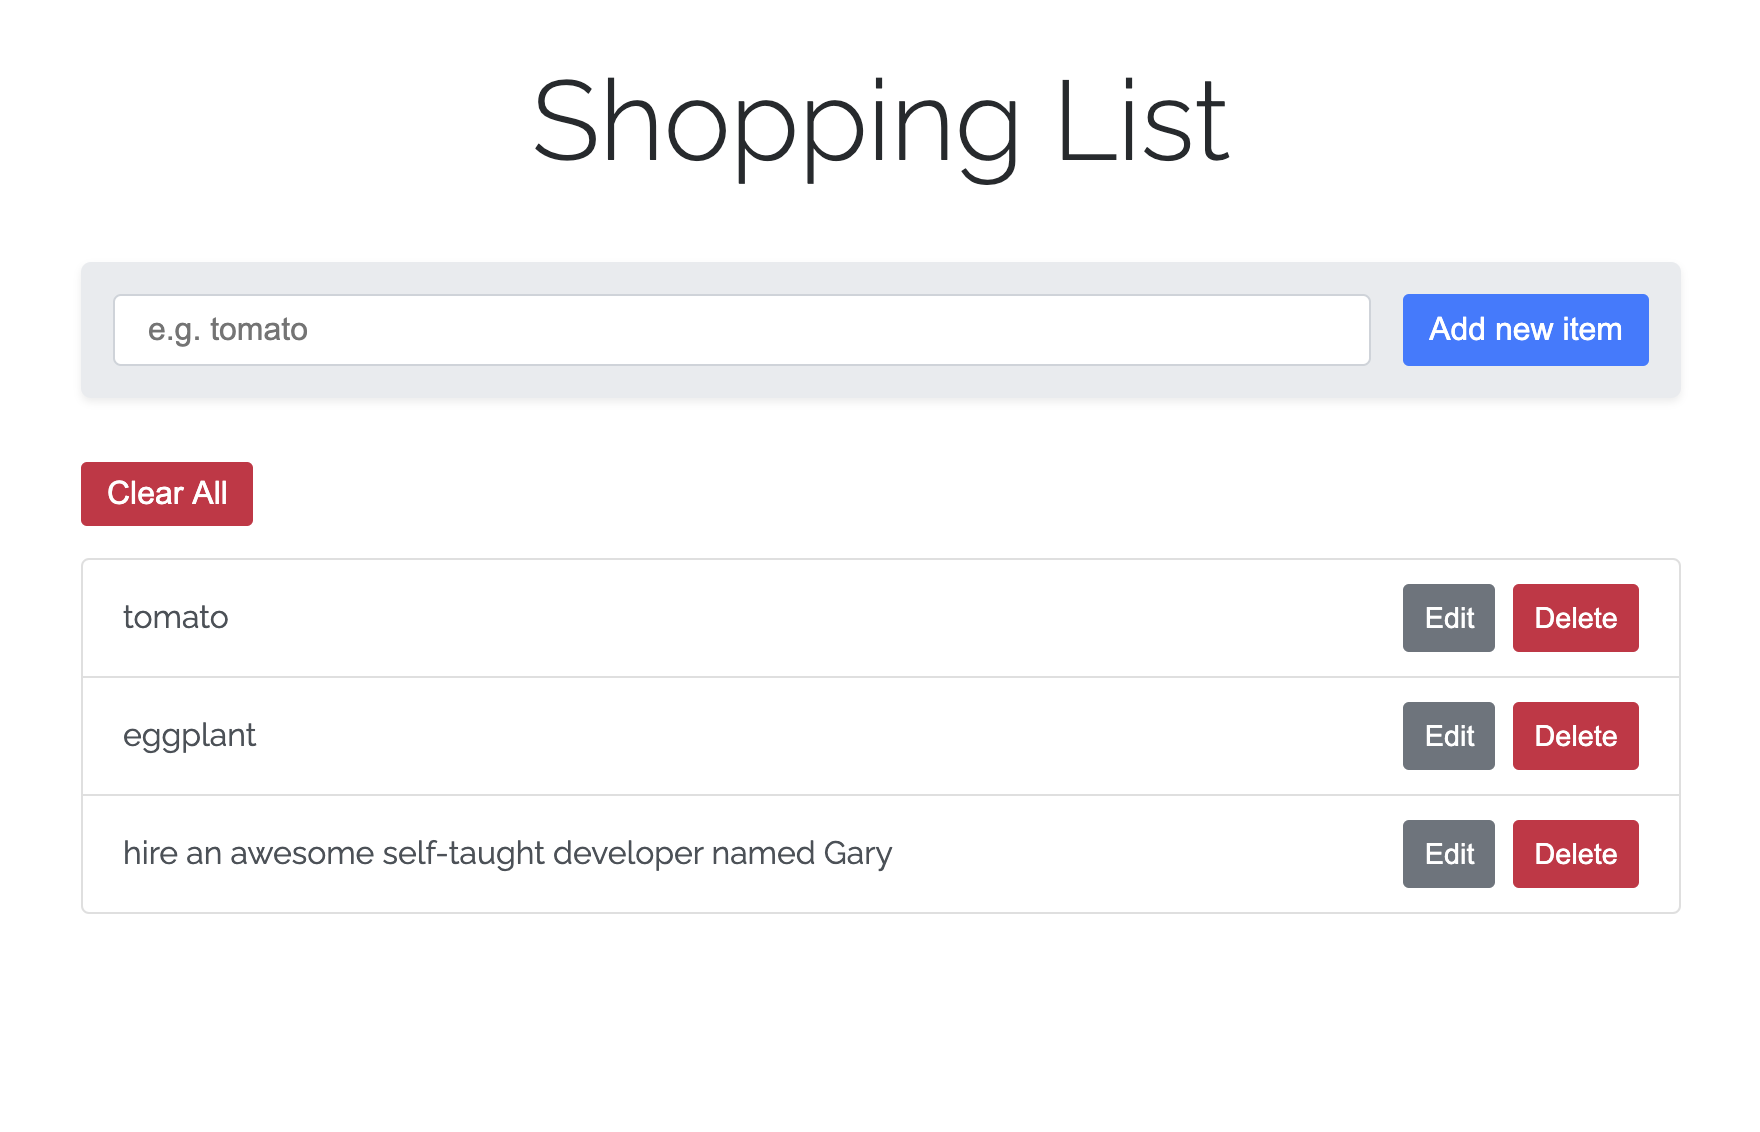 Shopping List
e.g. tomato
Add new item
Clear All
tomato
Edit
Delete
eggplant
Edit
Delete
hire an awesome self-taught developer named Gary
Edit
Delete